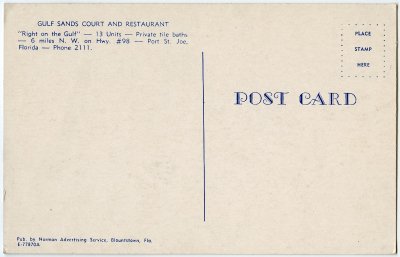 GULF SANDS COURT AND RESTAURANT
"Right on the Gulf" — 13 Units — Private tile baths
— 6 miles N. W. on Hwy. #98 — Port St. Joe,
Florida — Phone 2111.
PLACE
STAMP
HERE
POST CARD
Pub. by Norman Advertising Service, Blountstown, Fla.
E-77870A